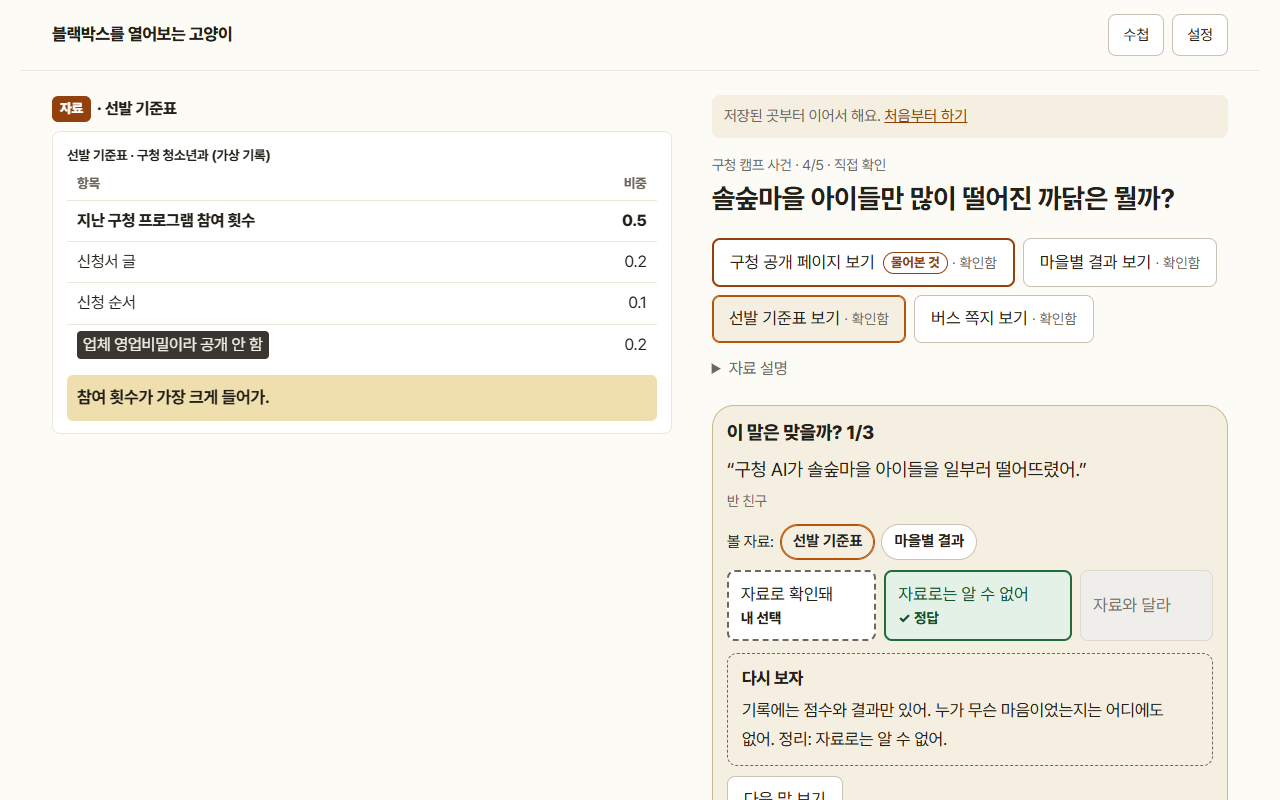 블랙박스를 열어보는 고양이
수첩
설정
자료 · 선발 기준표
선발 기준표 · 구청 청소년과 (가상 기록)
항목 비중
지난 구청 프로그램 참여 횟수 0.5
신청서 글 0.2
신청 순서 0.1
업체 영업비밀이라 공개 안 함 0.2
참여 횟수가 가장 크게 들어가.
저장된 곳부터 이어서 해요. 처음부터 하기
구청 캠프 사건 · 4/5 · 직접 확인
솔숲마을 아이들만 많이 떨어진 까닭은 뭘까?
구청 공개 페이지 보기 물어본 것 · 확인함
마을별 결과 보기 · 확인함
선발 기준표 보기 · 확인함
버스 쪽지 보기 · 확인함
▶ 자료 설명
이 말은 맞을까? 1/3
“구청 AI가 솔숲마을 아이들을 일부러 떨어뜨렸어.”
반 친구
볼 자료: 선발 기준표 마을별 결과
자료로 확인돼
내 선택
자료로는 알 수 없어
✓ 정답
자료와 달라
다시 보자
기록에는 점수와 결과만 있어. 누가 무슨 마음이었는지는 어디에도
없어. 정리: 자료로는 알 수 없어.
다음 말 보기